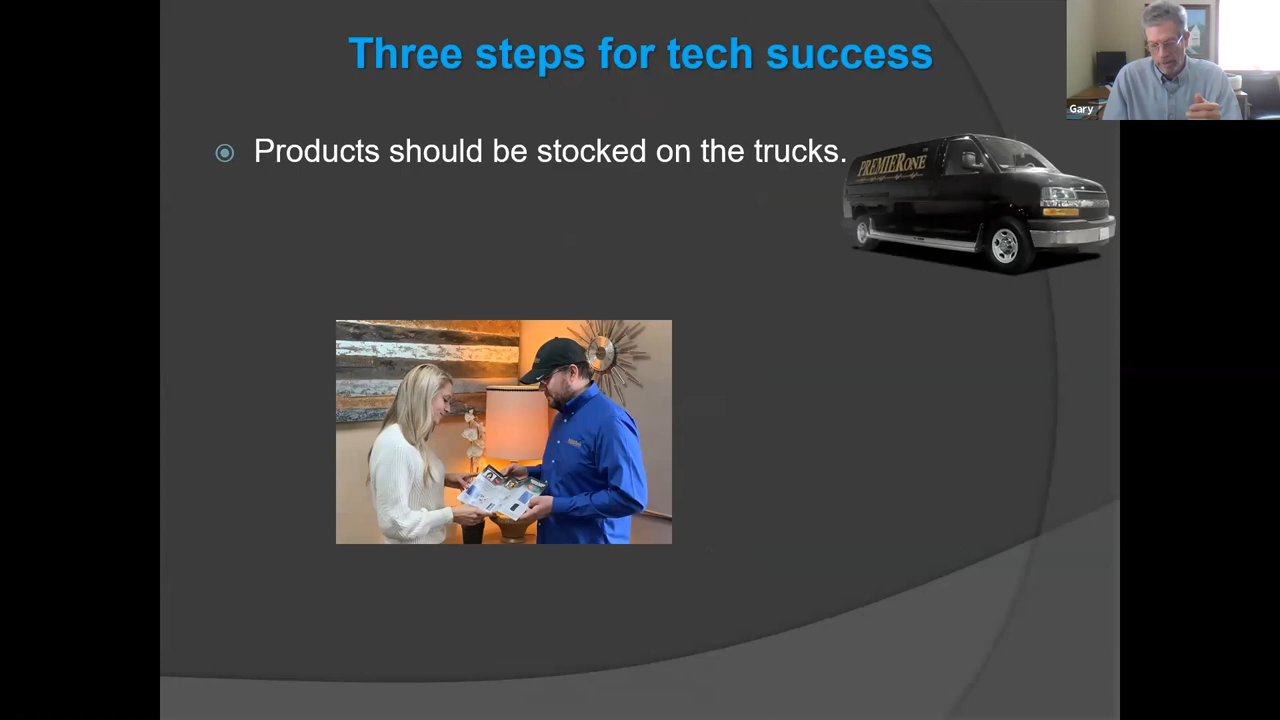 Three steps for tech success
Gary
Products should be stocked on the trucks.
PREMIERONE